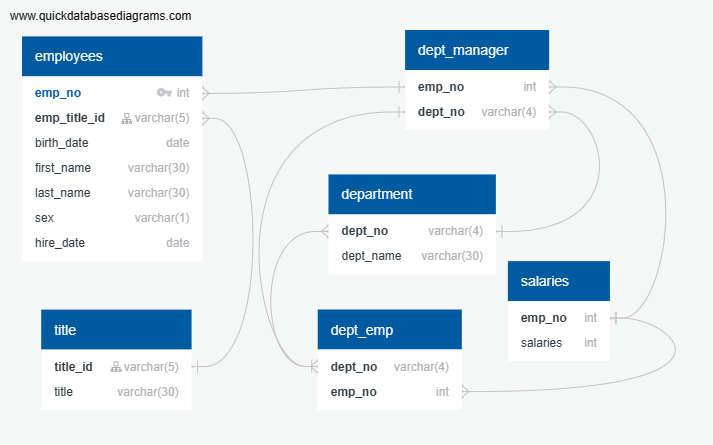 www.quickdatabasediagrams.com
employees
emp_no int
emp_title_id varchar(5)
birth_date date
first_name varchar(30)
last_name varchar(30)
sex varchar(1)
hire_date date
dept_manager
emp_no int
dept_no varchar(4)
department
dept_no varchar(4)
dept_name varchar(30)
salaries
emp_no int
salaries int
title
title_id varchar(5)
title varchar(30)
dept_emp
dept_no varchar(4)
emp_no int